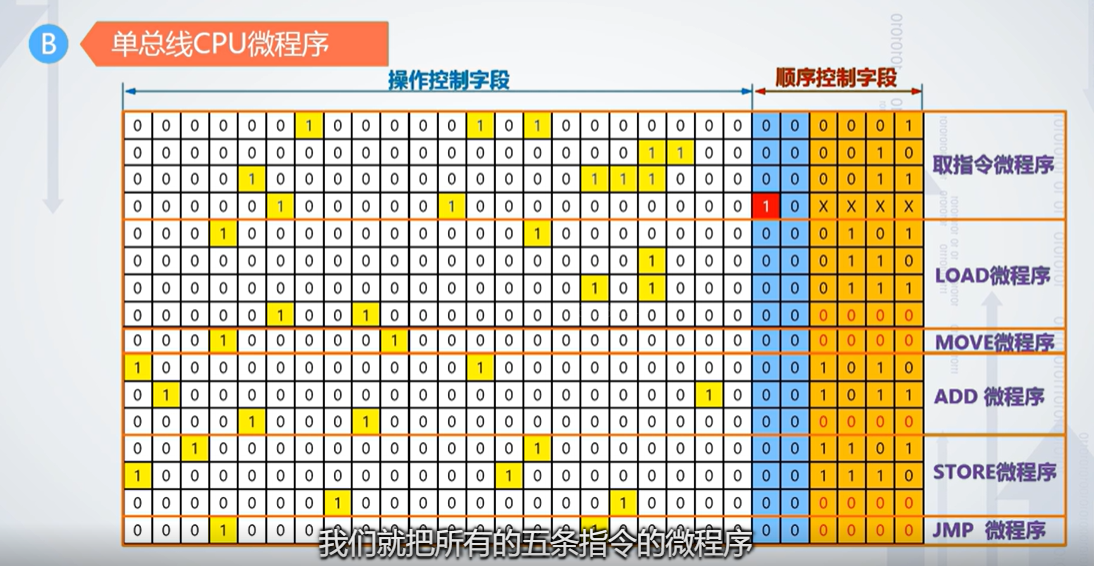 B 单总线CPU微程序
操作控制字段 顺序控制字段
0 0 0 0 0 0 1 0 0 0 0 0 1 0 1 0 0 0 0 0 0 0 0 0 0 0 0 1
0 0 0 0 0 0 0 0 0 0 0 0 0 0 0 0 0 0 1 1 0 0 0 0 0 0 1 0
取指令微程序
0 0 0 0 1 0 0 0 0 0 0 0 0 0 0 0 1 1 1 0 0 0 0 0 0 0 1 1
0 0 0 0 0 1 0 0 0 0 0 1 0 0 0 0 0 0 0 0 0 0 1 0 X X X X
0 0 0 1 0 0 0 0 0 0 0 0 0 0 1 0 0 0 0 0 0 0 0 0 0 1 0 1
0 0 0 0 0 0 0 0 0 0 0 0 0 0 0 0 0 0 1 0 0 0 0 0 0 1 1 0
LOAD微程序
0 0 0 0 0 0 0 0 0 0 0 0 0 0 0 0 1 0 1 0 0 0 0 0 0 1 1 1
0 0 0 0 0 1 0 0 1 0 0 0 0 0 0 0 0 0 0 0 0 0 0 0 0 0 0 0
0 0 0 1 0 0 0 0 0 1 0 0 0 0 0 0 0 0 0 0 0 0 0 0 0 0 0 0 MOVE微程序
1 0 0 0 0 0 0 0 0 0 0 0 1 0 0 0 0 0 0 0 0 0 0 0 1 0 1 0
0 1 0 0 0 0 0 0 0 0 0 0 0 0 0 0 0 0 0 0 1 0 0 0 1 0 1 1 ADD 微程序
0 0 0 0 1 0 0 0 1 0 0 0 0 0 0 0 0 0 0 0 0 0 0 0 0 0 0 0
0 0 1 0 0 0 0 0 0 0 0 0 0 0 1 0 0 0 0 0 0 0 0 0 1 1 0 1
1 0 0 0 0 0 0 0 0 0 0 0 0 1 0 0 0 0 0 0 0 0 0 0 1 1 1 0 STORE微程序
0 0 0 0 0 0 0 1 0 0 0 0 0 0 0 0 0 1 0 0 0 0 0 0 0 0 0 0
0 0 0 1 0 0 0 0 0 0 0 0 JMP 微程序
我们就把所有的五条指令的微程序